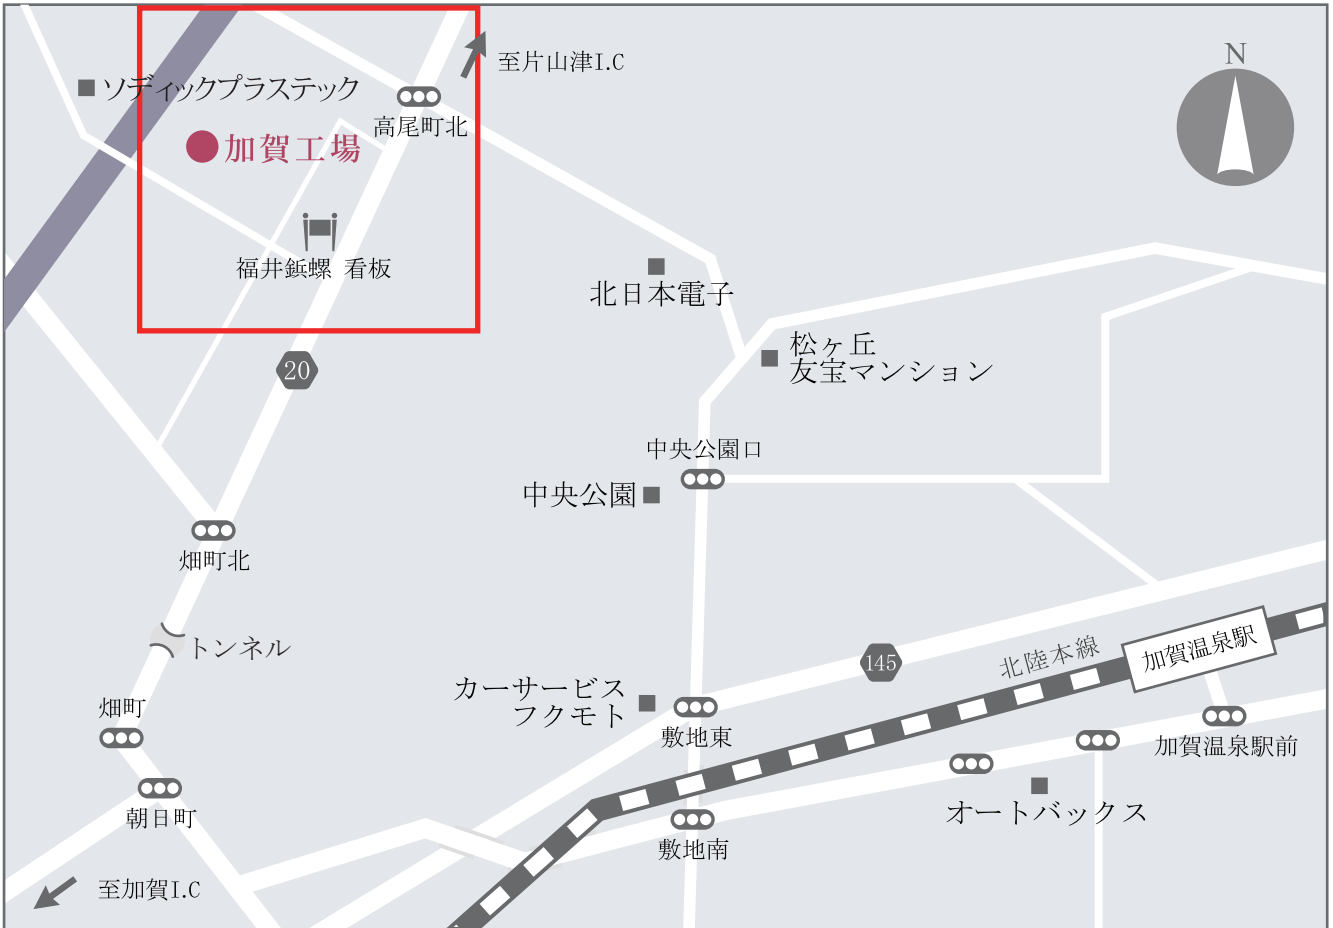 N
至片山津I.C
ソディックプラステック
高尾町北
加賀工場
福井鋲螺 看板
北日本電子
松ヶ丘
友宝マンション
20
中央公園口
中央公園
畑町北
トンネル
145
北陸本線
加賀温泉駅
カーサービス
フクモト
敷地東
畑町
加賀温泉駅前
朝日町
オートバックス
敷地南
至加賀I.C